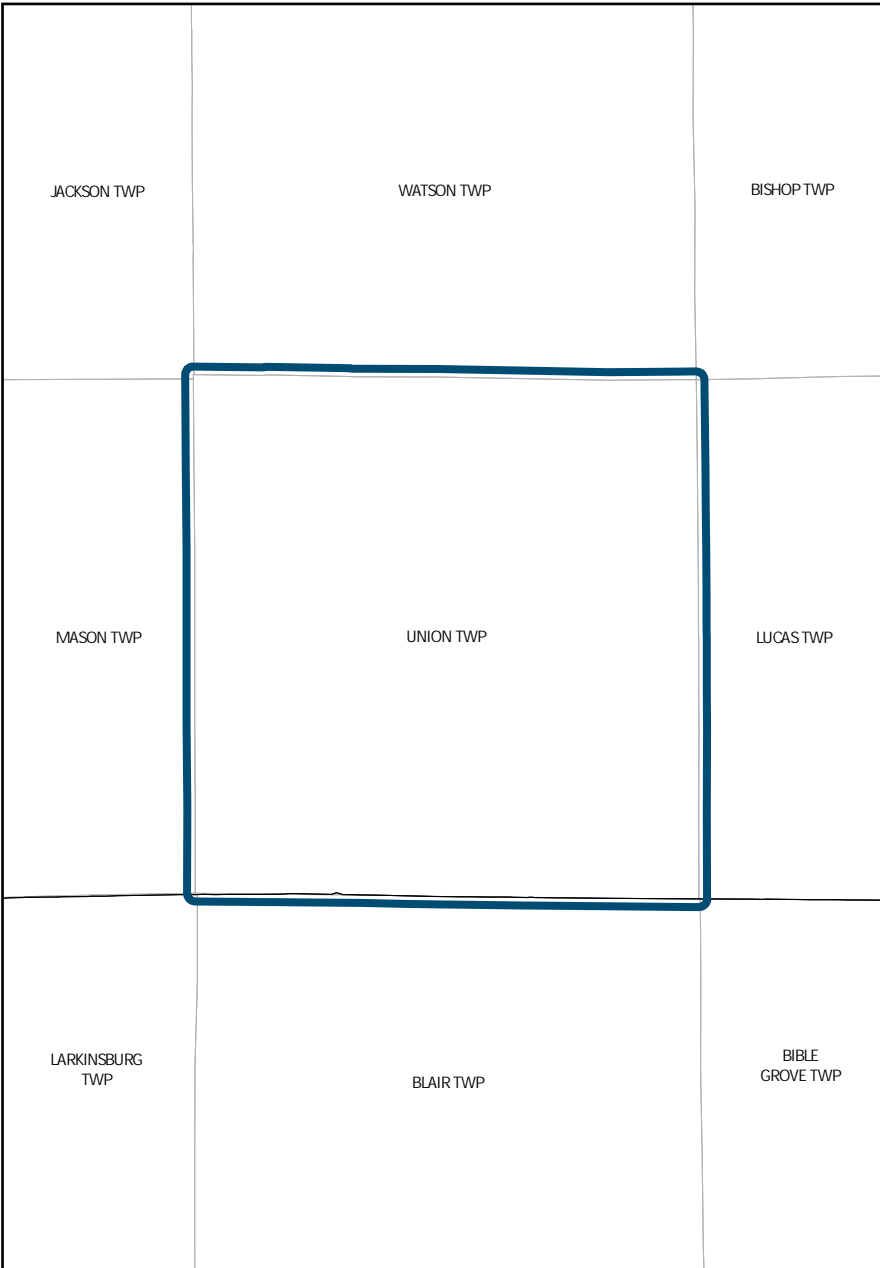 JACKSON TWP
WATSON TWP
BISHOP TWP
MASON TWP
UNION TWP
LUCAS TWP
LARKINSBURG
TWP
BLAIR TWP
BIBLE
GROVE TWP